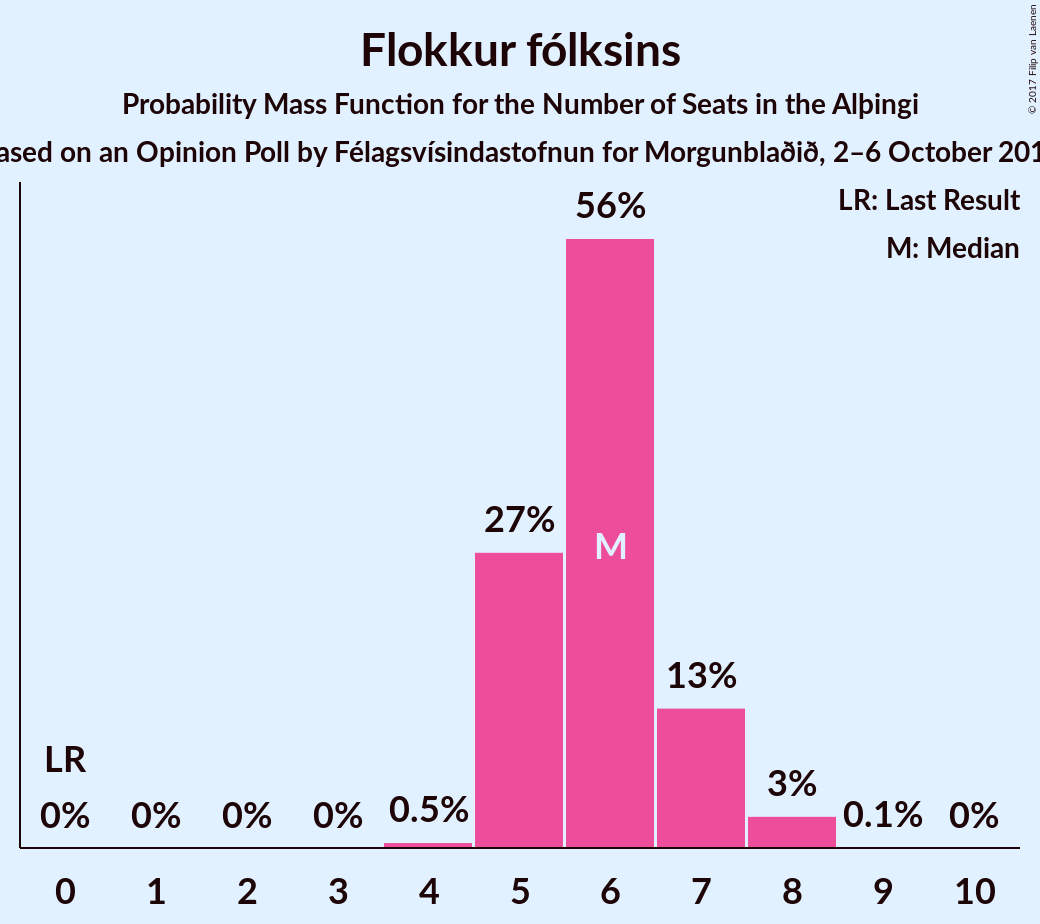 Flokkur fólksins
Probability Mass Function for the Number of Seats in the Alþingi
ased on an Opinion Poll by Félagsvísindastofnun for Morgunblaðið, 2–6 October 201
© 2017 Filip van Laenen
LR: Last Result
M: Median
56%
27%
M
13%
LR
3%
0% 0% 0% 0% 0.5% 0.1% 0%
0 1 2 3 4 5 6 7 8 9 10